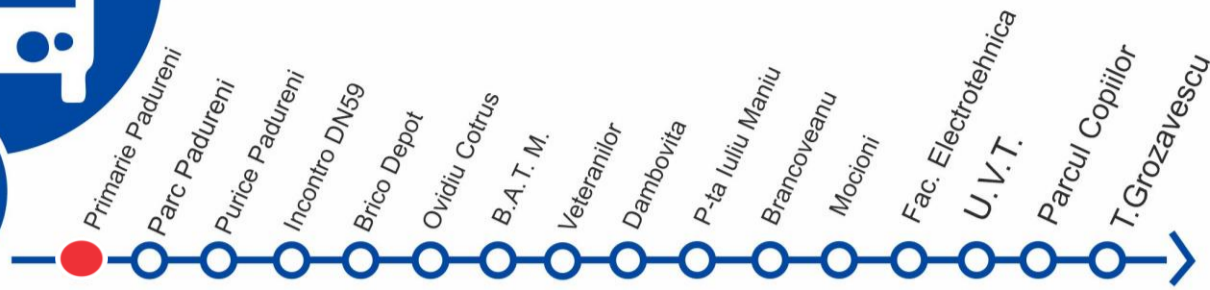 Primarie Padureni
Parc Padureni
Purice Padureni
Incontro DN59
Brico Depot
Ovidiu Cotrus
B.A.T.M.
Veteranilor
Dambovita
P-ta Iuliu Maniu
Brancoveanu
Mocioni
Fac. Electrotehnica
U.V.T.
Parcul Copiilor
T.Grozavescu